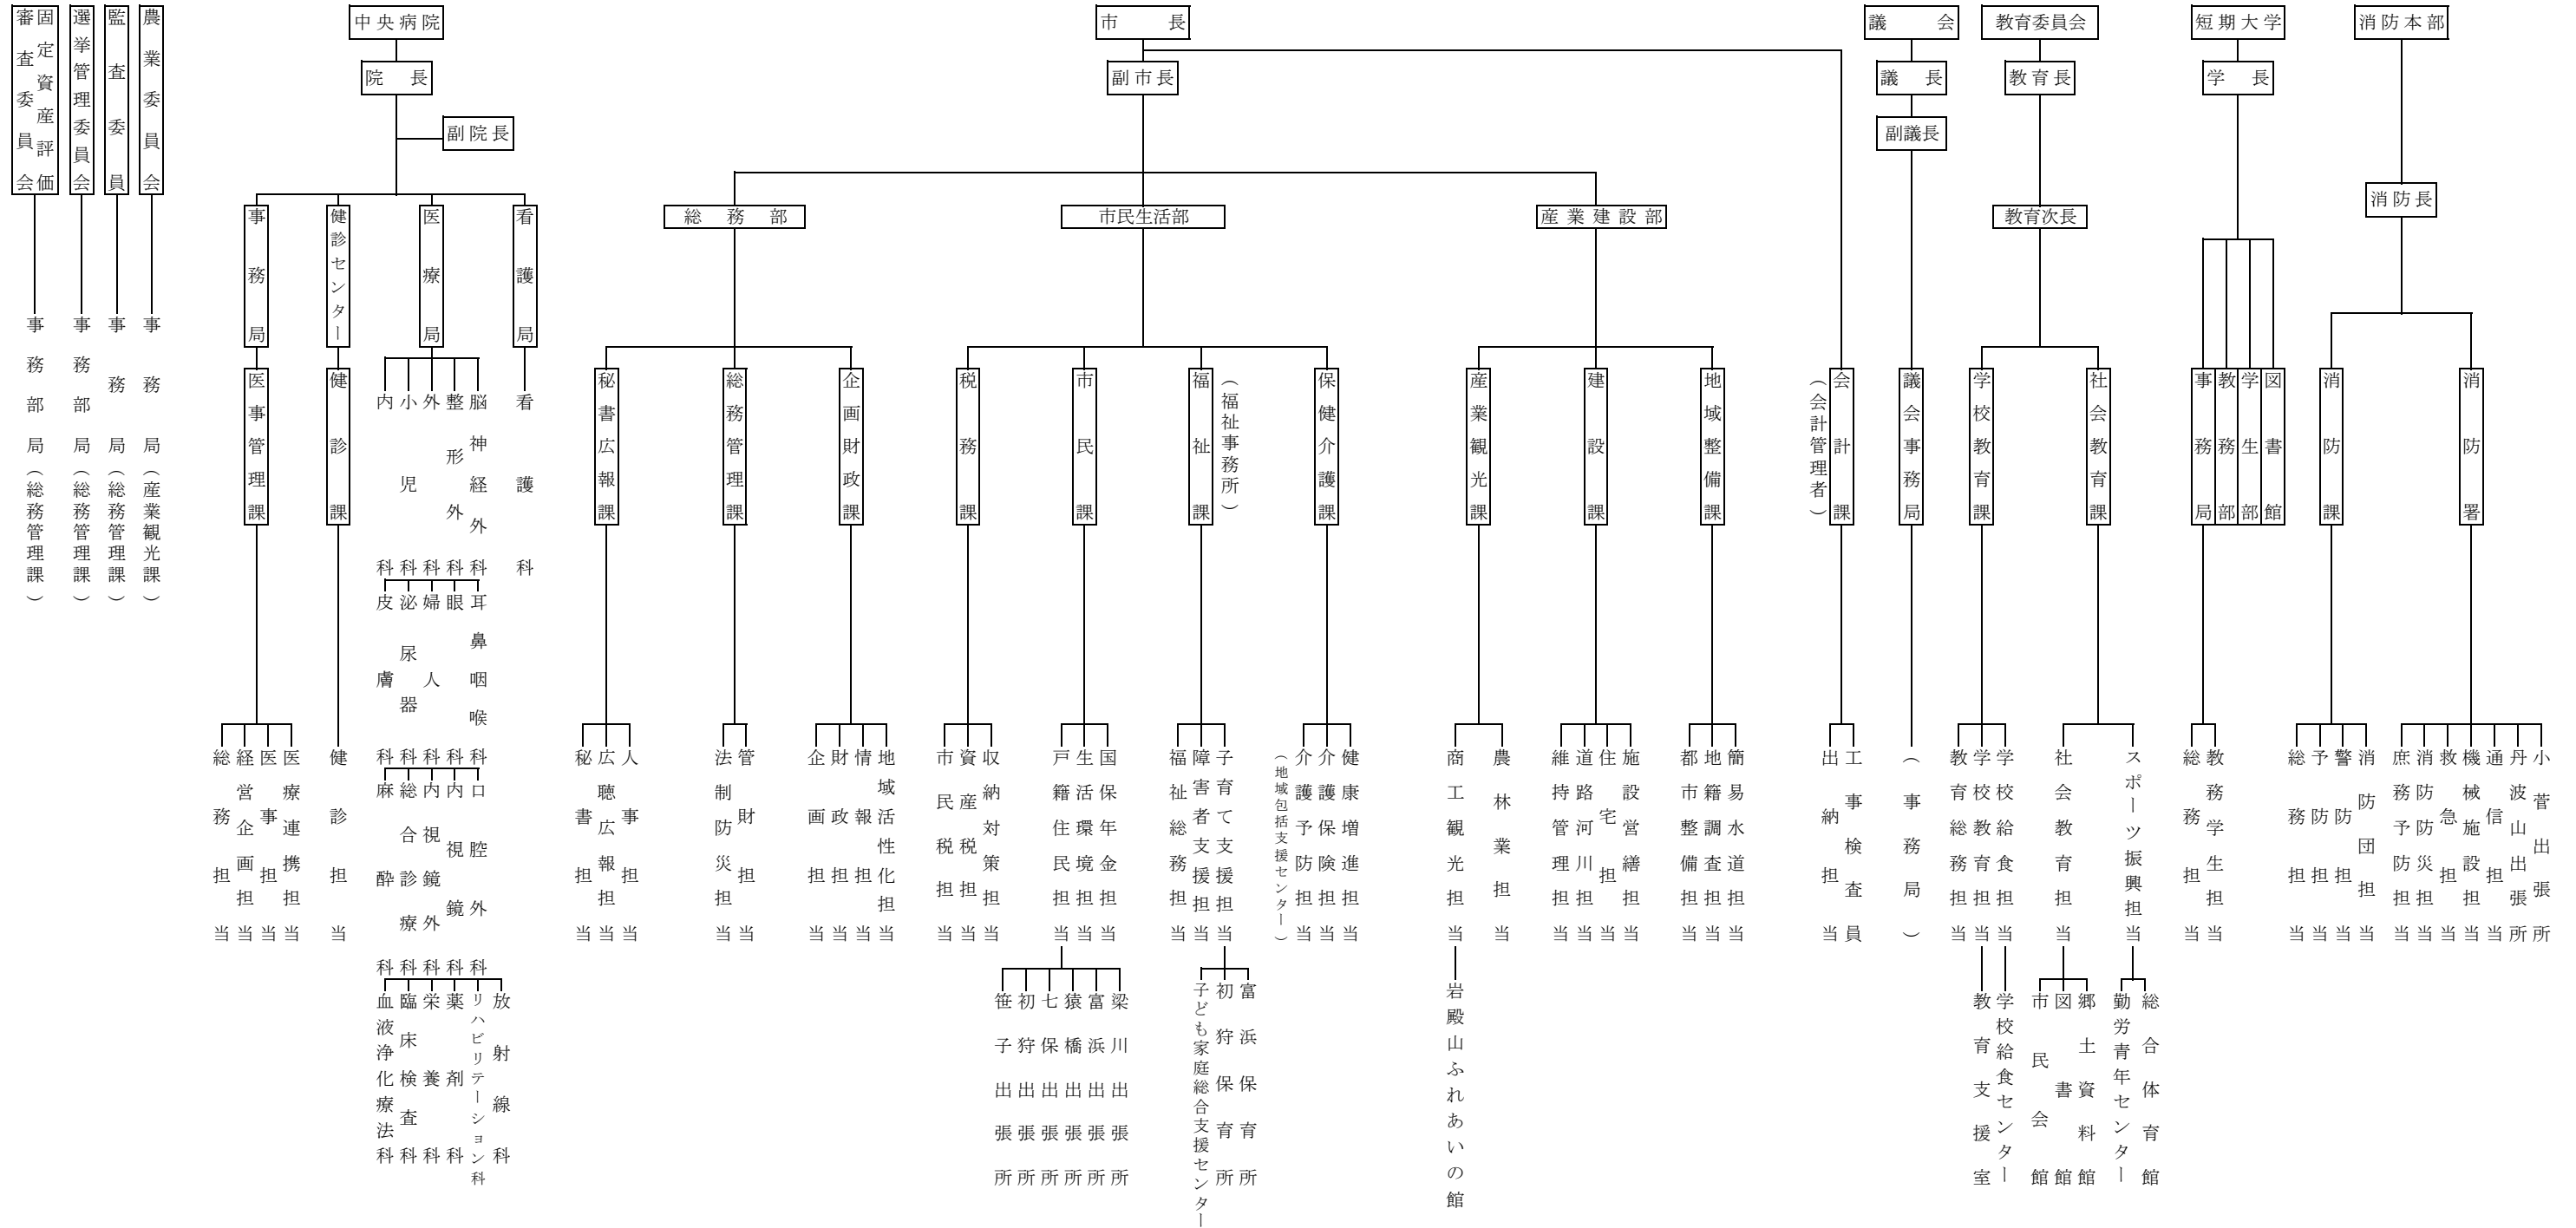 固定資産評価
審査委員会
事務部局（総務管理課）
選挙管理委員会
事務部局（総務管理課）
監査委員
事務局（総務管理課）
農業委員会
事務局（産業観光課）
中央病院
院長
副院長
事務局
健診センター
医療局
看護局
医事管理課
総務担当
経営企画担当
医事担当
医療連携担当
健診課
健診担当
内科
小児科
外科
整形外科
脳神経外科
皮膚科
泌尿器科
婦人科
眼科
耳鼻咽喉科
麻酔科
総合診療科
内視鏡外科
内視鏡科
口腔外科
血液浄化療法科
臨床検査科
栄養科
薬剤科
リハビリテーション科
放射線科
看護科
市長
副市長
総務部
市民生活部
産業建設部
秘書広報課
秘書担当
広聴広報担当
人事担当
総務管理課
法制防災担当
管財担当
企画財政課
企画担当
財政担当
情報担当
地域活性化担当
税務課
市民税担当
資産税担当
収納対策担当
市民課
戸籍住民担当
生活環境担当
国保年金担当
笹子出張所
初狩出張所
七保出張所
猿橋出張所
富浜出張所
梁川出張所
福祉課
（福祉事務所）
福祉総務担当
障害者支援担当
子育て支援担当
子ども家庭総合支援センター
初狩保育所
富浜保育所
保健介護課
（地域包括支援センター）
介護予防担当
介護保険担当
健康増進担当
産業観光課
商工観光担当
農林業担当
岩殿山ふれあいの館
建設課
維持管理担当
道路河川担当
住宅担当
施設営繕担当
地域整備課
都市整備担当
地籍調査担当
簡易水道担当
（会計管理者）
会計課
出納担当
工事検査員
議会
議長
副議長
議会事務局
（事務局）
教育委員会
教育長
教育次長
学校教育課
教育総務担当
学校教育担当
学校給食担当
教育支援室
学校給食センター
社会教育課
社会教育担当
スポーツ振興担当
市民会館
図書館
郷土資料館
勤労青年センター
総合体育館
短期大学
学長
事務局
教務部
学生部
図書館
総務担当
教務学生担当
消防本部
消防長
消防課
総務担当
予防担当
警防担当
消防団担当
消防署
庶務予防担当
消防防災担当
救急担当
機械施設担当
通信担当
丹波山出張所
小菅出張所